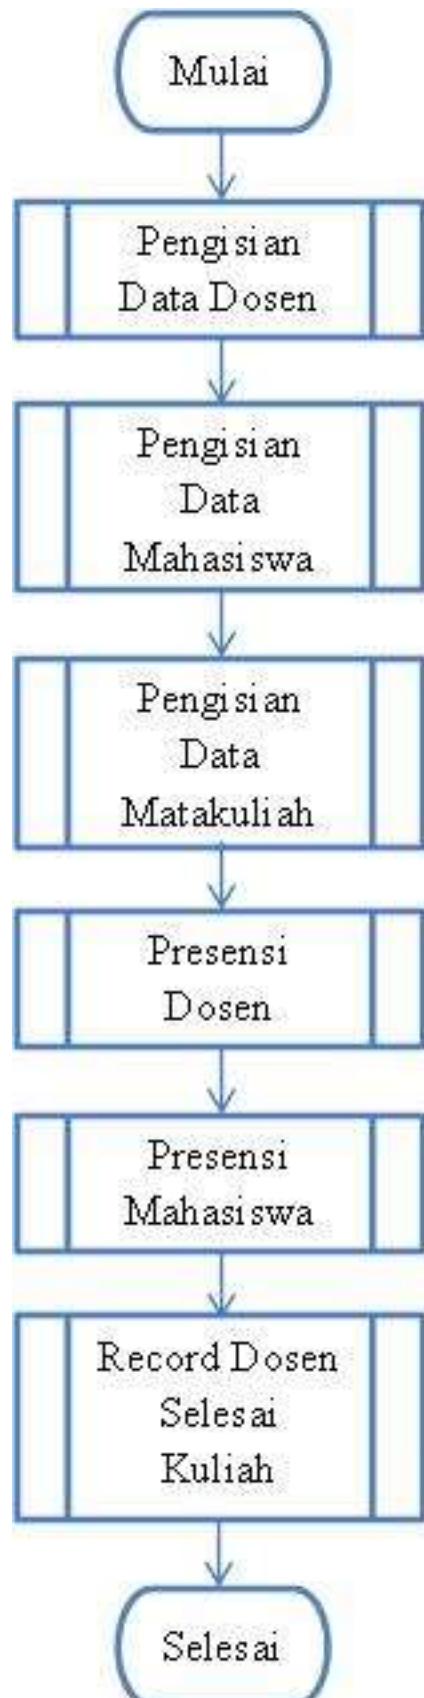 Mulai
Pengisian
Data Dosen
Pengisian
Data
Mahasiswa
Pengisian
Data
Matakuliah
Presensi
Dosen
Presensi
Mahasiswa
Record Dosen
Selesai
Kuliah
Selesai